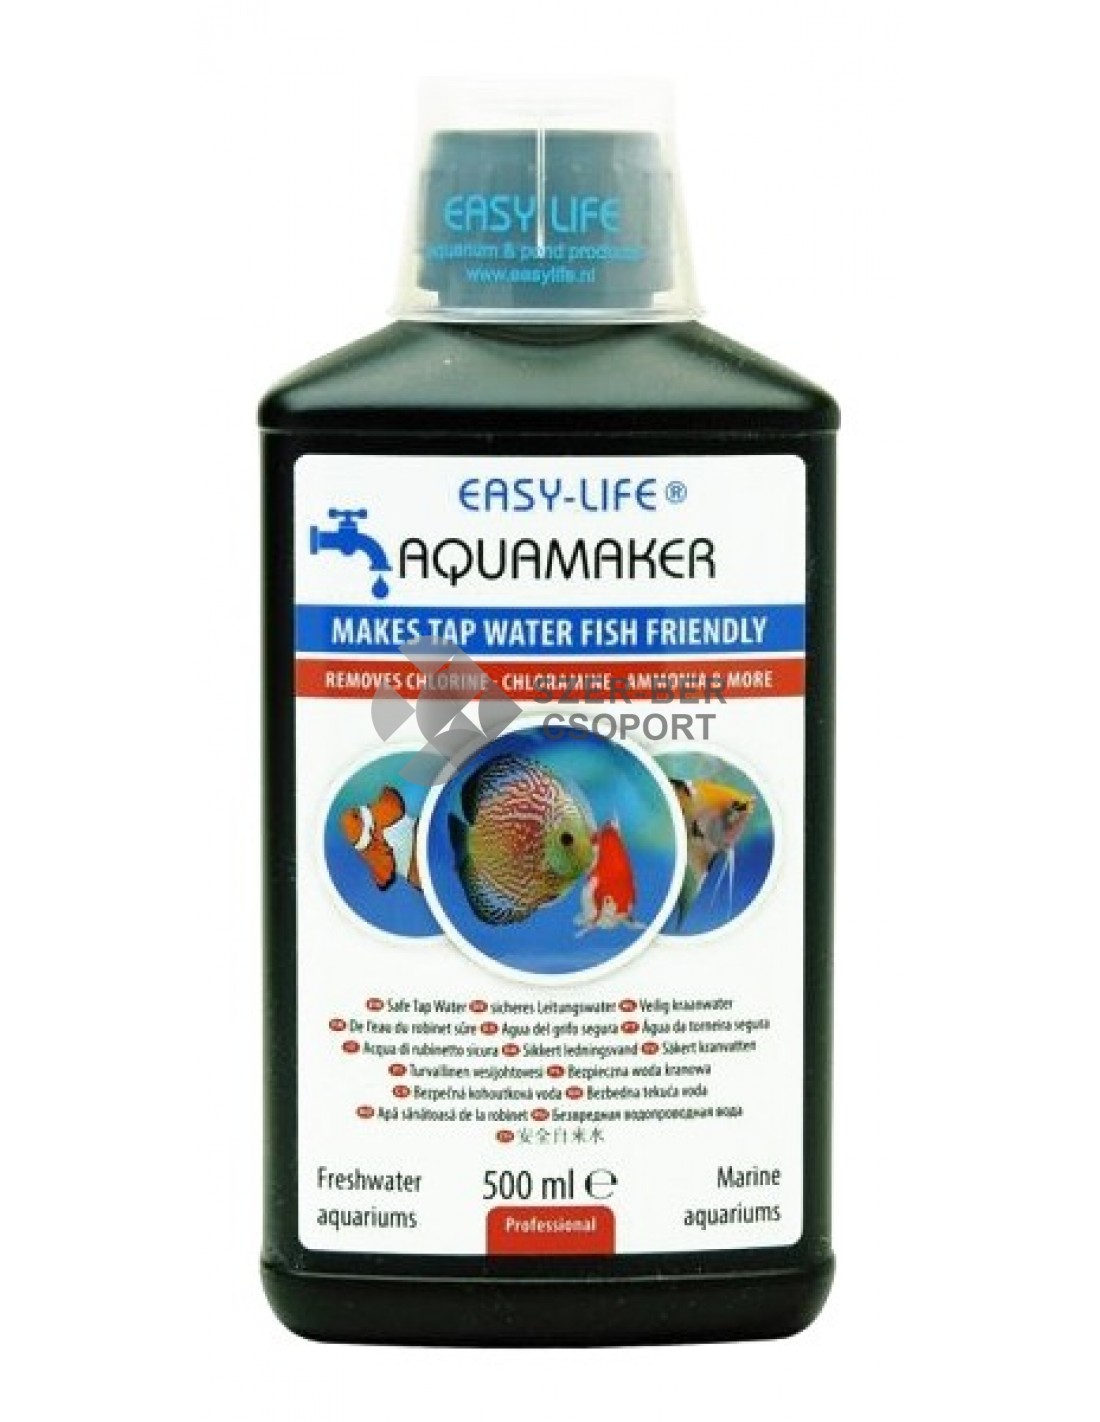 EASY LIFE
aquarium & pond products
www.easylife.nl
EASY-LIFE®
AQUAMAKER
MAKES TAP WATER FISH FRIENDLY
REMOVES CHLORINE - CHLORAMINE - AMMONIA & MORE
SZER-BER
CSOPORT
Safe Tap Water sicheres Leitungswater Veilig kraanwater
De l'eau du robinet sûre Agua del grifo segura Água da torneira segura
Acqua di rubinetto sicura Sikkert ledningsvand Säkert kranvatten
Turvallinen vesijohtovesi Bezpieczna woda kranowa
Bezpečná kohoutková voda Bezbedna tekuća voda
Apă sănătoasă de la robinet Безвредная водопроводная вода
安全自来水
Freshwater aquariums
500 ml ℮
Marine aquariums
Professional